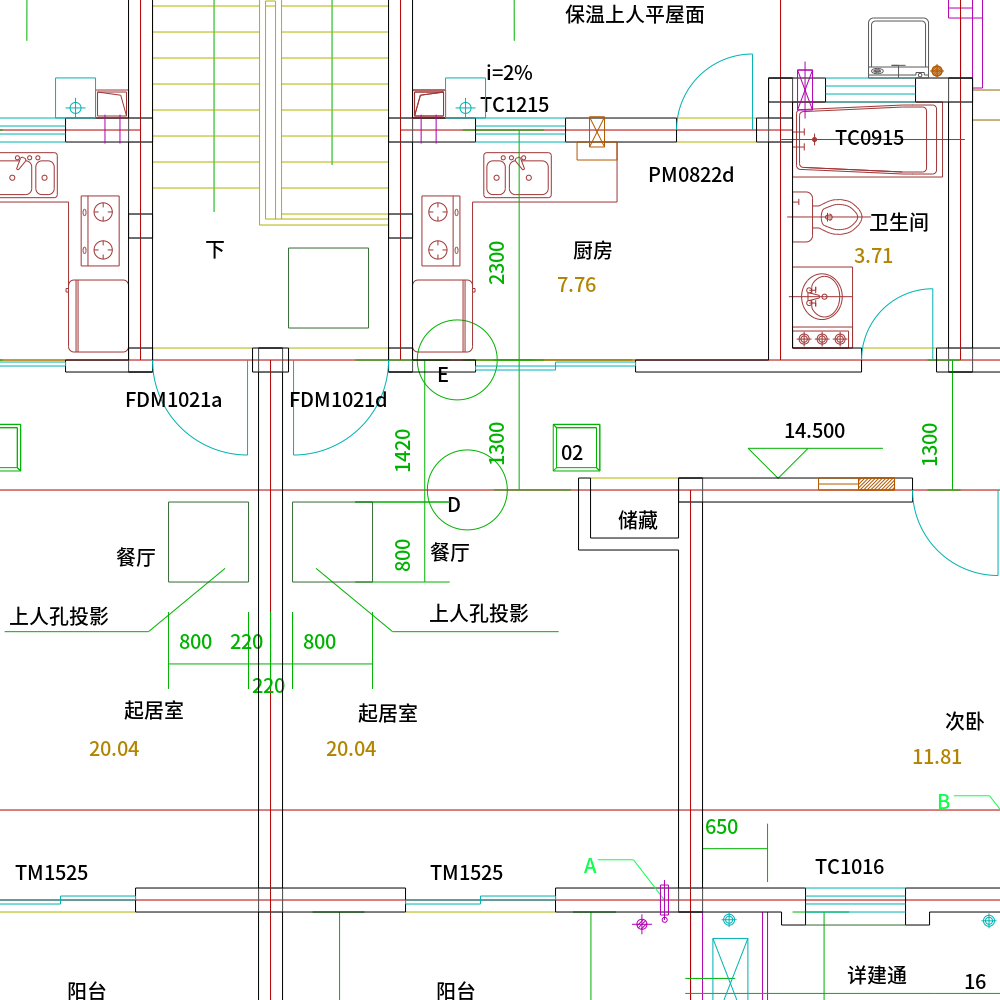 保温上人平屋面
i=2%
TC1215
TC0915
PM0822d
卫生间
3.71
下
2300
厨房
7.76
E
FDM1021a
FDM1021d
1420
1300
02
14.500
1300
D
储藏
餐厅
800
餐厅
上人孔投影
上人孔投影
800
220
800
220
起居室
起居室
次卧
20.04
20.04
11.81
B
650
TM1525
TM1525
A
TC1016
阳台
阳台
详建通
16